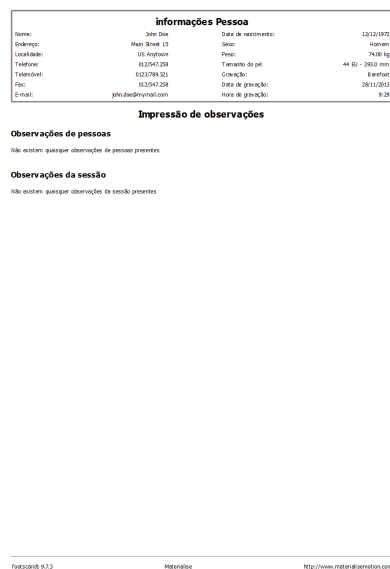 informações Pessoa
Nome: John Doe Data de nascimento: 12/12/1972
Endereço: Main Street 15 Sexo: Homem
Localidade: US Anytown Peso: 74.00 kg
Telefone: 012/547.258 Tamanho do pé: 44 EU - 293.0 mm
Telemóvel: 0123/789.321 Gravação: Barefoot
Fax: 012/547.258 Data de gravação: 28/11/2013
E-mail: john.doe@mymail.com Hora de gravação: 9:29
Impressão de observações
Observações de pessoas
Não existem quaisquer observações de pessoas presentes
Observações da sessão
Não existem quaisquer observações da sessão presentes
footscan® 9.7.3 Materialise http://www.materialisemotion.com